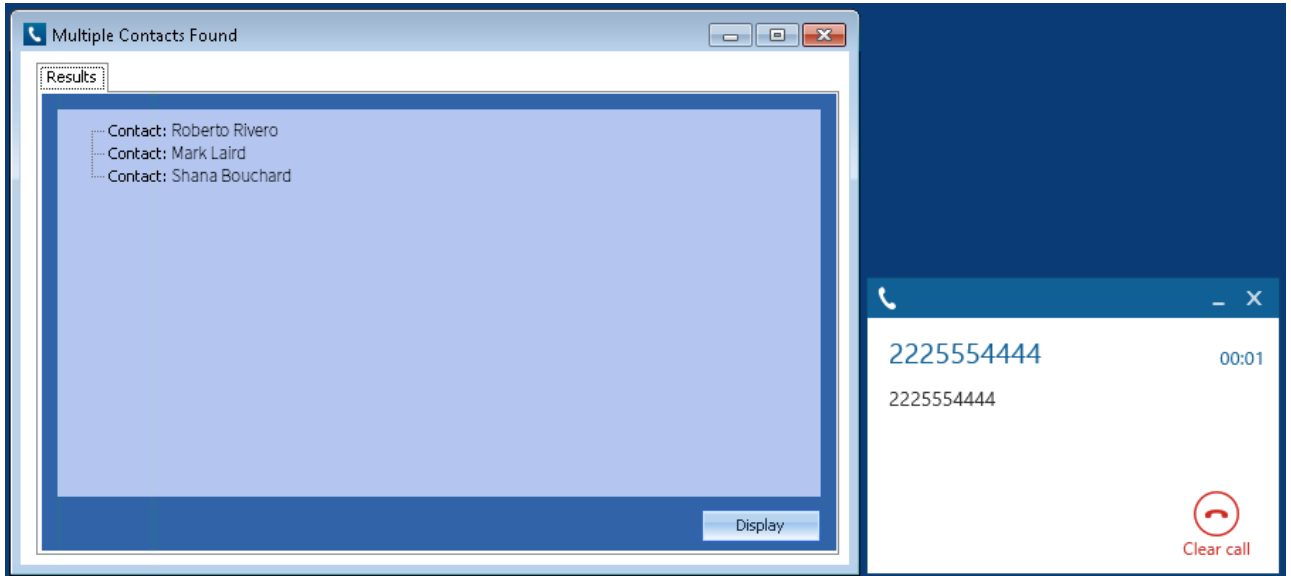 Multiple Contacts Found
Results
Contact: Roberto Rivero
Contact: Mark Laird
Contact: Shana Bouchard
Display
2225554444 00:01
2225554444
Clear call